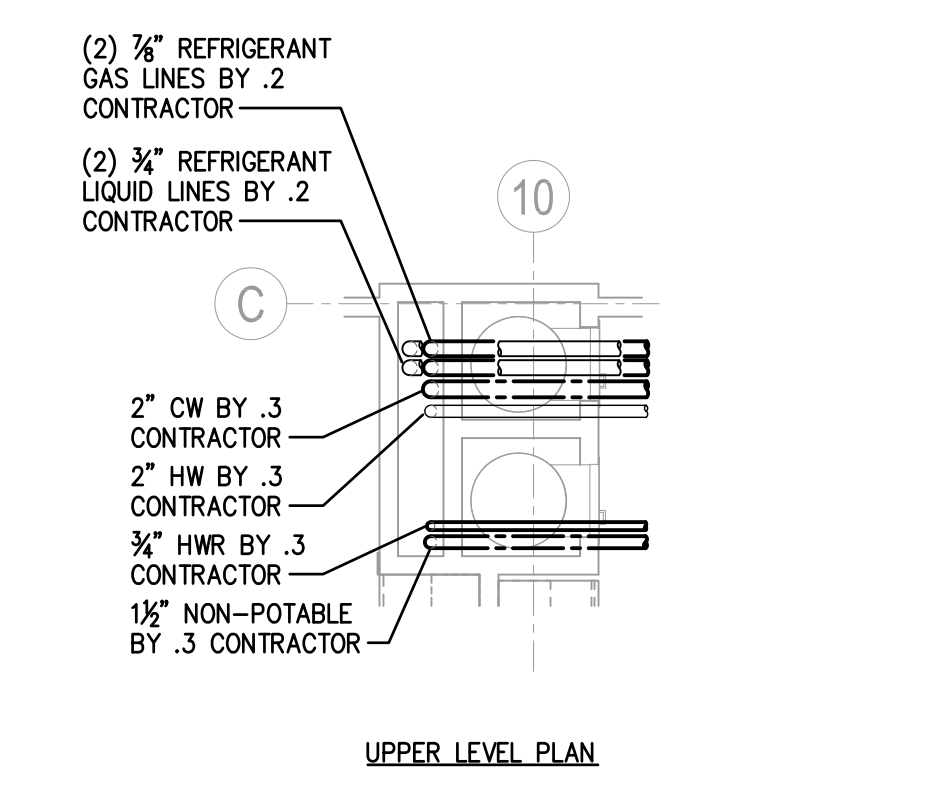 (2) ⅞" REFRIGERANT
GAS LINES BY .2
CONTRACTOR
(2) ¾" REFRIGERANT
LIQUID LINES BY .2
CONTRACTOR
10
C
2" CW BY .3
CONTRACTOR
2" HW BY .3
CONTRACTOR
¾" HWR BY .3
CONTRACTOR
1½" NON-POTABLE
BY .3 CONTRACTOR
UPPER LEVEL PLAN